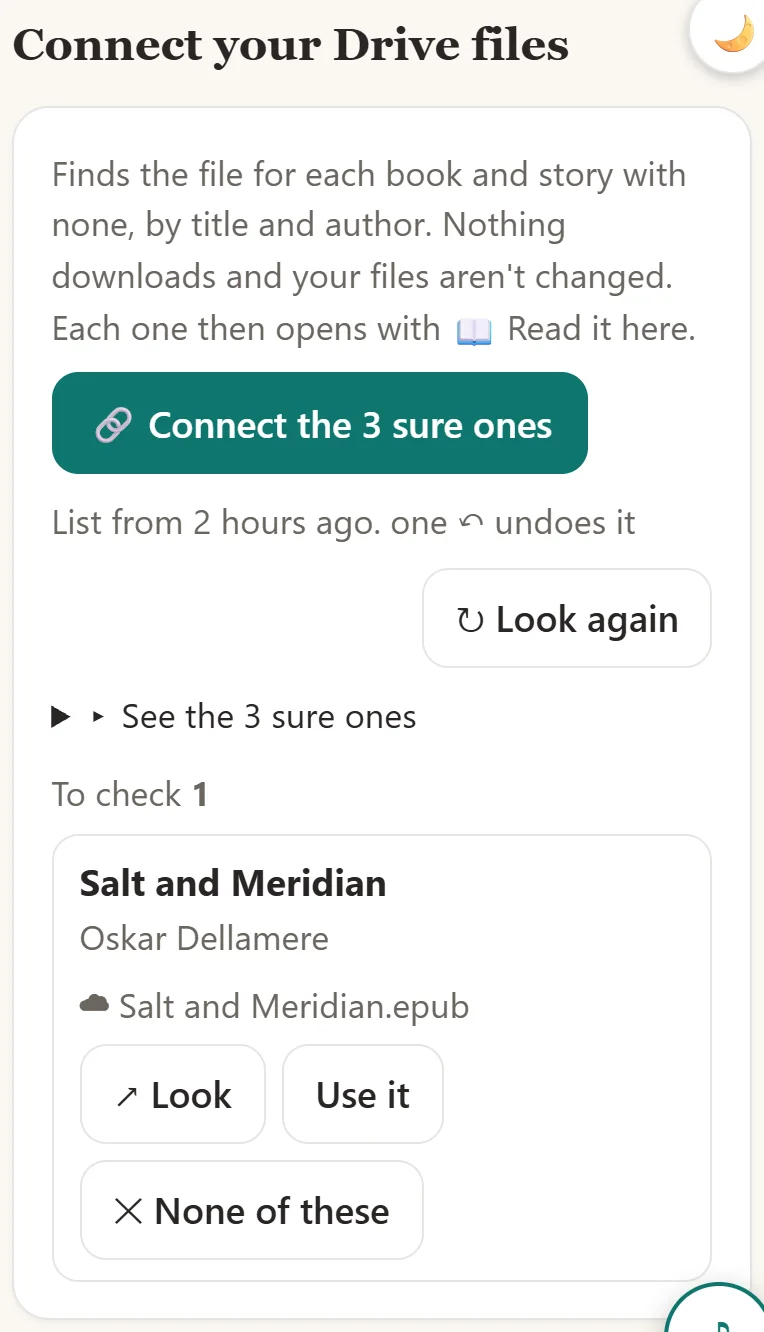 Connect your Drive files
Finds the file for each book and story with
none, by title and author. Nothing
downloads and your files aren't changed.
Each one then opens with 📖 Read it here.
🔗 Connect the 3 sure ones
List from 2 hours ago. one ↶ undoes it
↻ Look again
▶ ▸ See the 3 sure ones
To check 1
Salt and Meridian
Oskar Dellamere
☁ Salt and Meridian.epub
↗ Look
Use it
✕ None of these